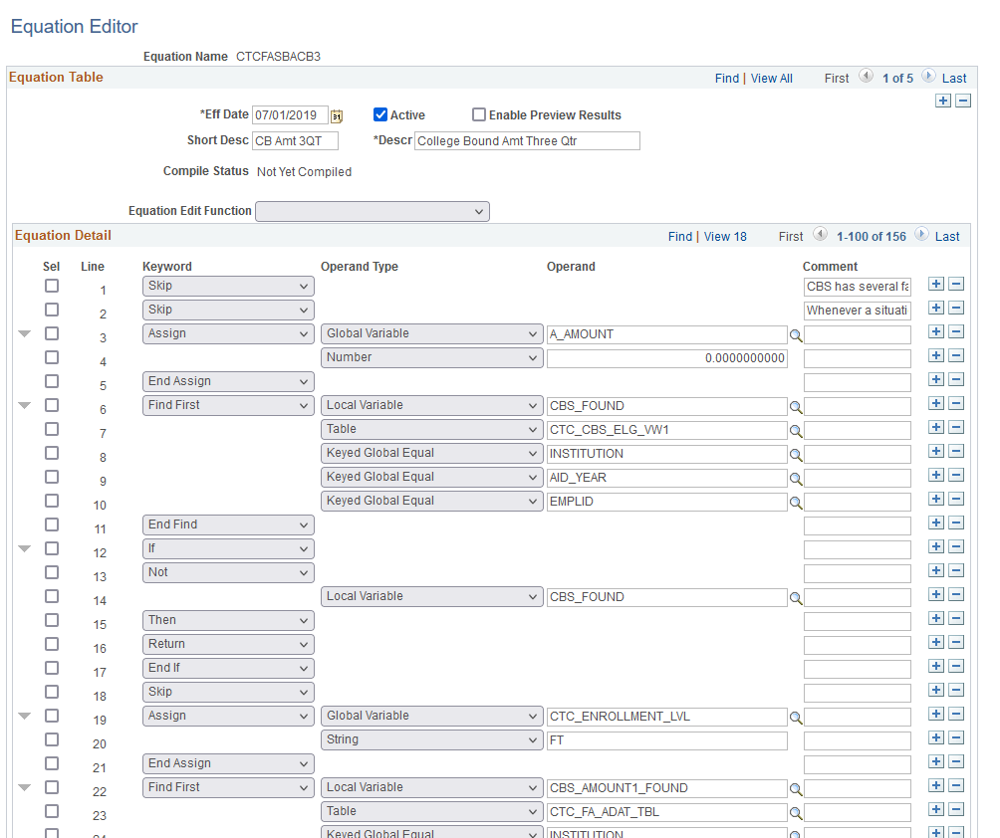 Equation Editor
Equation Name CTCFASBACB3
Equation Table Find | View All First 1 of 5 Last
*Eff Date 07/01/2019 31 Active Enable Preview Results
Short Desc CB Amt 3QT *Descr College Bound Amt Three Qtr
Compile Status Not Yet Compiled
Equation Edit Function
Equation Detail Find | View 18 First 1-100 of 156 Last
Sel Line Keyword Operand Type Operand Comment
1 Skip CBS has several
2 Skip Whenever a
3 Assign Global Variable A_AMOUNT
4 Number 0.0000000000
5 End Assign
6 Find First Local Variable CBS_FOUND
7 Table CTC_CBS_ELG_VW1
8 Keyed Global Equal INSTITUTION
9 Keyed Global Equal AID_YEAR
10 Keyed Global Equal EMPLID
11 End Find
12 If
13 Not
14 Local Variable CBS_FOUND
15 Then
16 Return
17 End If
18 Skip
19 Assign Global Variable CTC_ENROLLMENT_LVL
20 String FT
21 End Assign
22 Find First Local Variable CBS_AMOUNT1_FOUND
23 Table CTC_FA_ADAT_TBL
24 Keyed Global Equal INSTITUTION